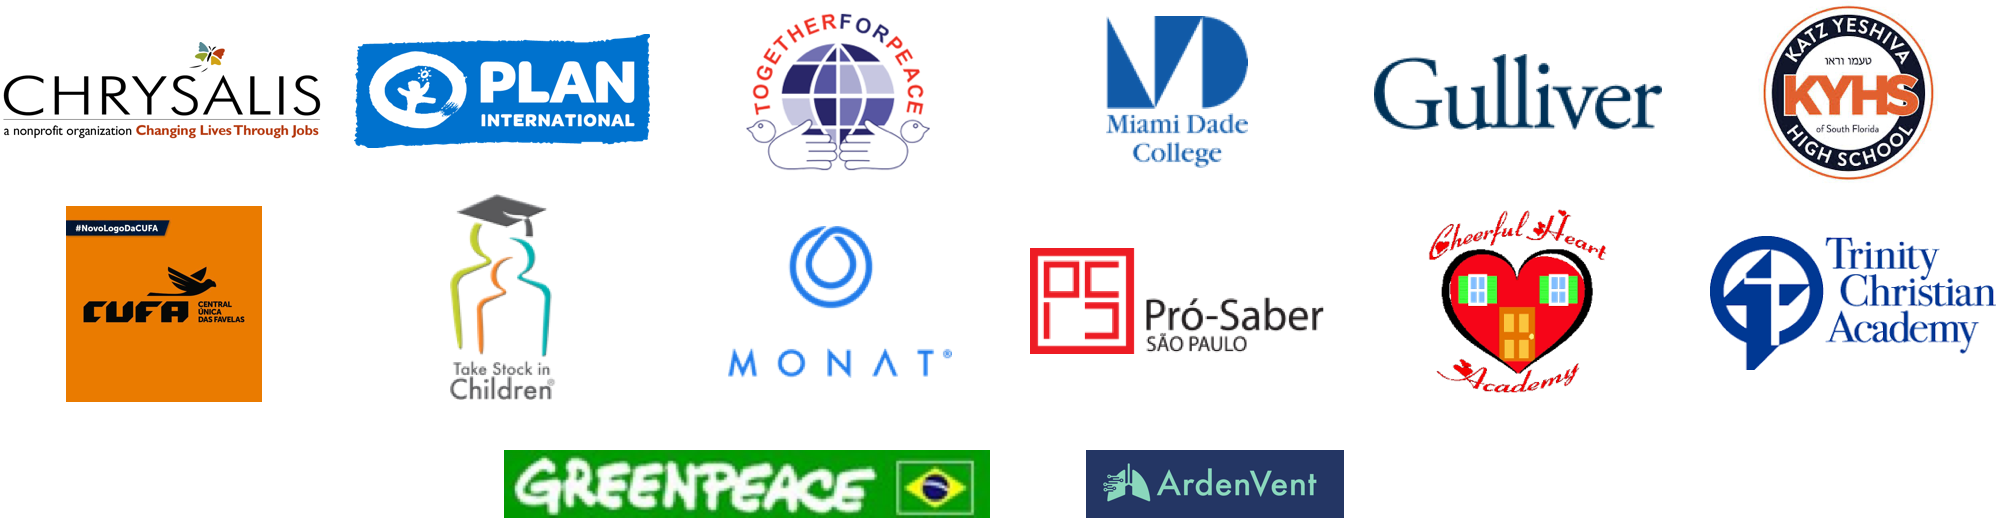 CHRYSALIS
a nonprofit organization Changing Lives Through Jobs
PLAN
INTERNATIONAL
TOGETHERFORPEACE
Miami Dade
College
Gulliver
KATZ YESHIVA
טעמו וראו
KYHS
of South Florida
HIGH SCHOOL
#NovoLogoDaCUFA
CUFA
CENTRAL
ÚNICA
DAS FAVELAS
Take Stock in
Children®
MONAT®
Pró-Saber
SÃO PAULO
Cheerful Heart
Academy
Trinity
Christian
Academy
GREENPEACE
ArdenVent